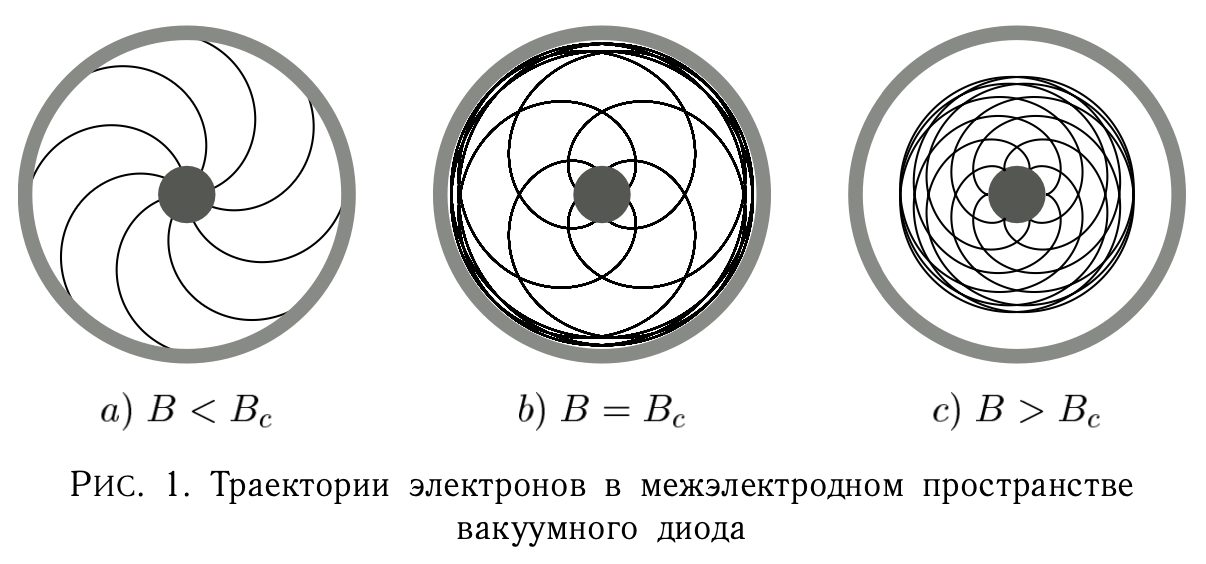 a) B < B_c
b) B = B_c
c) B > B_c
Рис. 1. Траектории электронов в межэлектродном пространстве
вакуумного диода